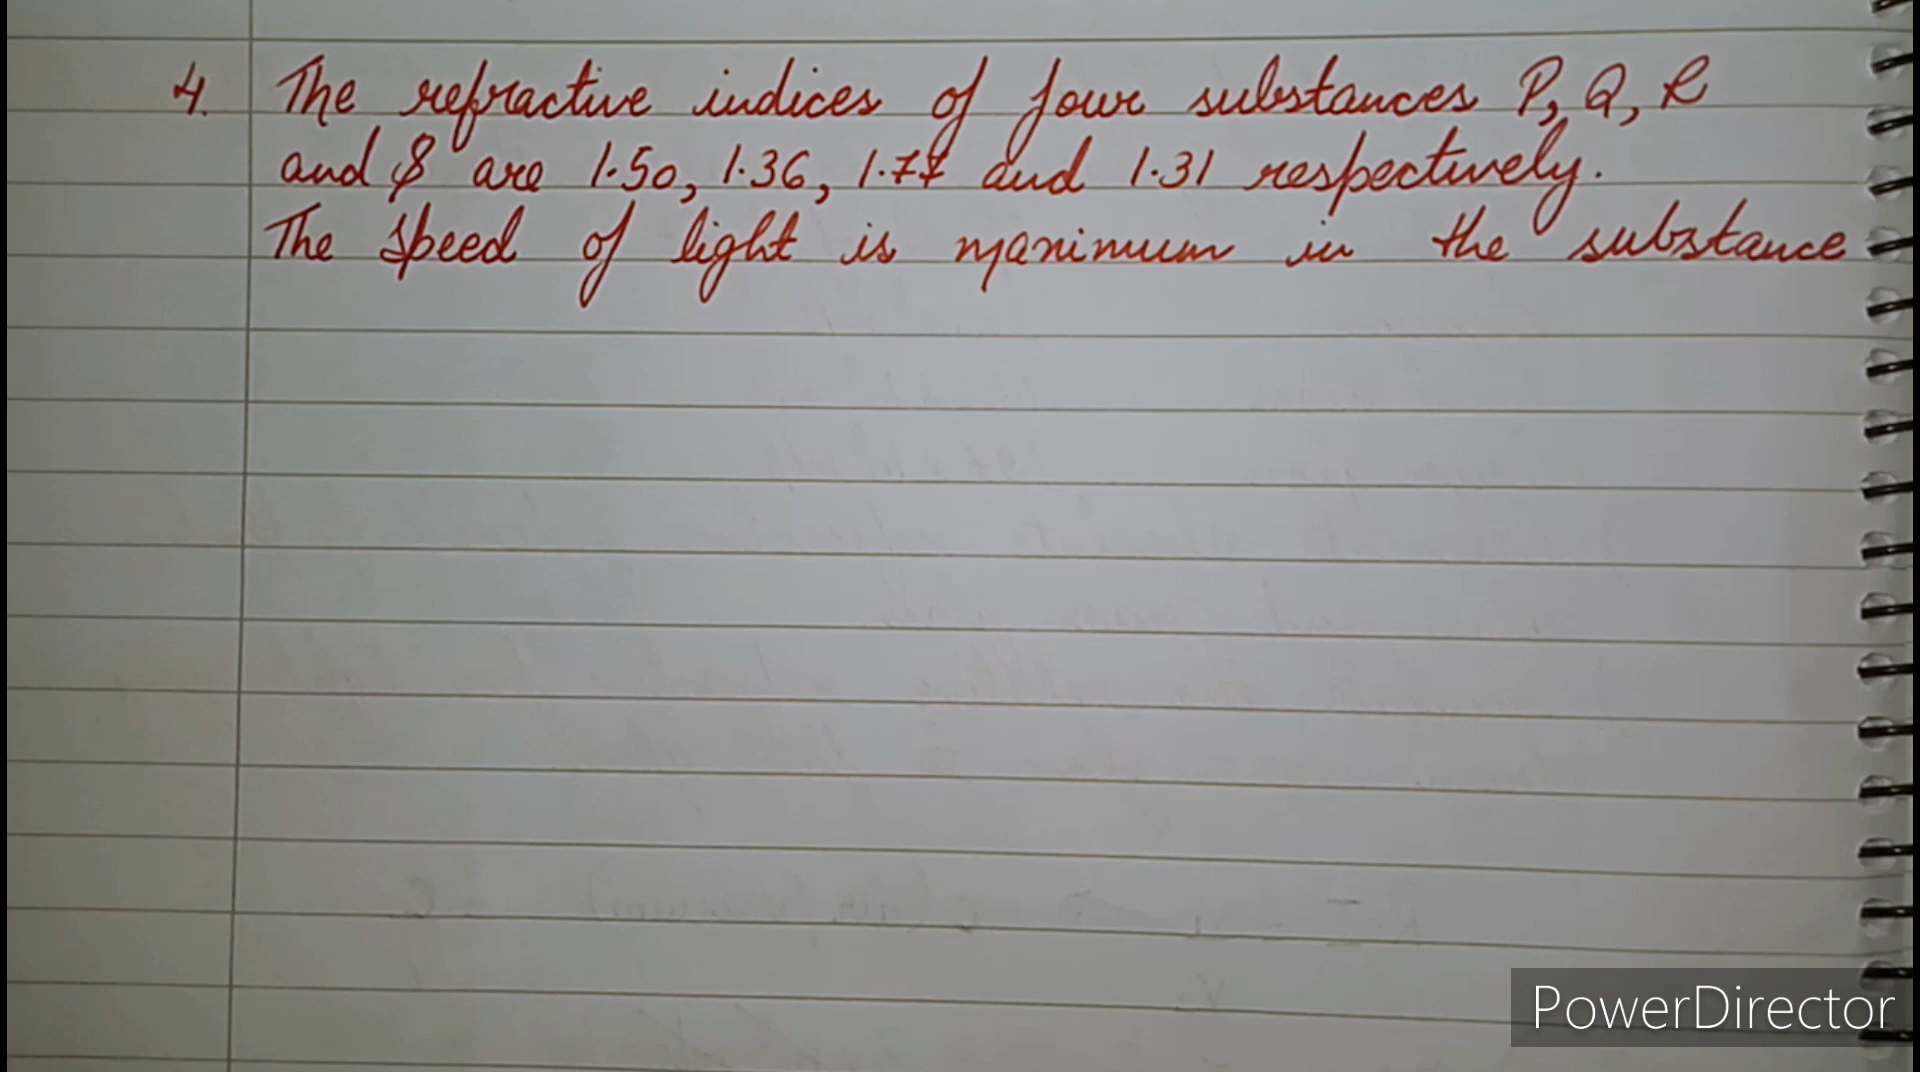 4. The refractive indices of four substances P, Q, R
and S are 1.50, 1.36, 1.77 and 1.31 respectively.
The speed of light is maximum in the substance
PowerDirector